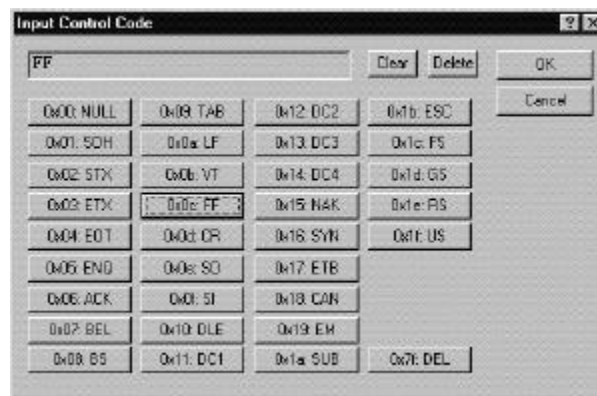 Input Control Code
FF
Clear Delete OK
Cancel
0x00: NULL 0x09: TAB 0x12: DC2 0x1b: ESC
0x01: SOH 0x0a: LF 0x13: DC3 0x1c: FS
0x02: STX 0x0b: VT 0x14: DC4 0x1d: GS
0x03: ETX 0x0c: FF 0x15: NAK 0x1e: RS
0x04: EOT 0x0d: CR 0x16: SYN 0x1f: US
0x05: ENQ 0x0e: SO 0x17: ETB
0x06: ACK 0x0f: SI 0x18: CAN
0x07: BEL 0x10: DLE 0x19: EM
0x08: BS 0x11: DC1 0x1a: SUB 0x7f: DEL